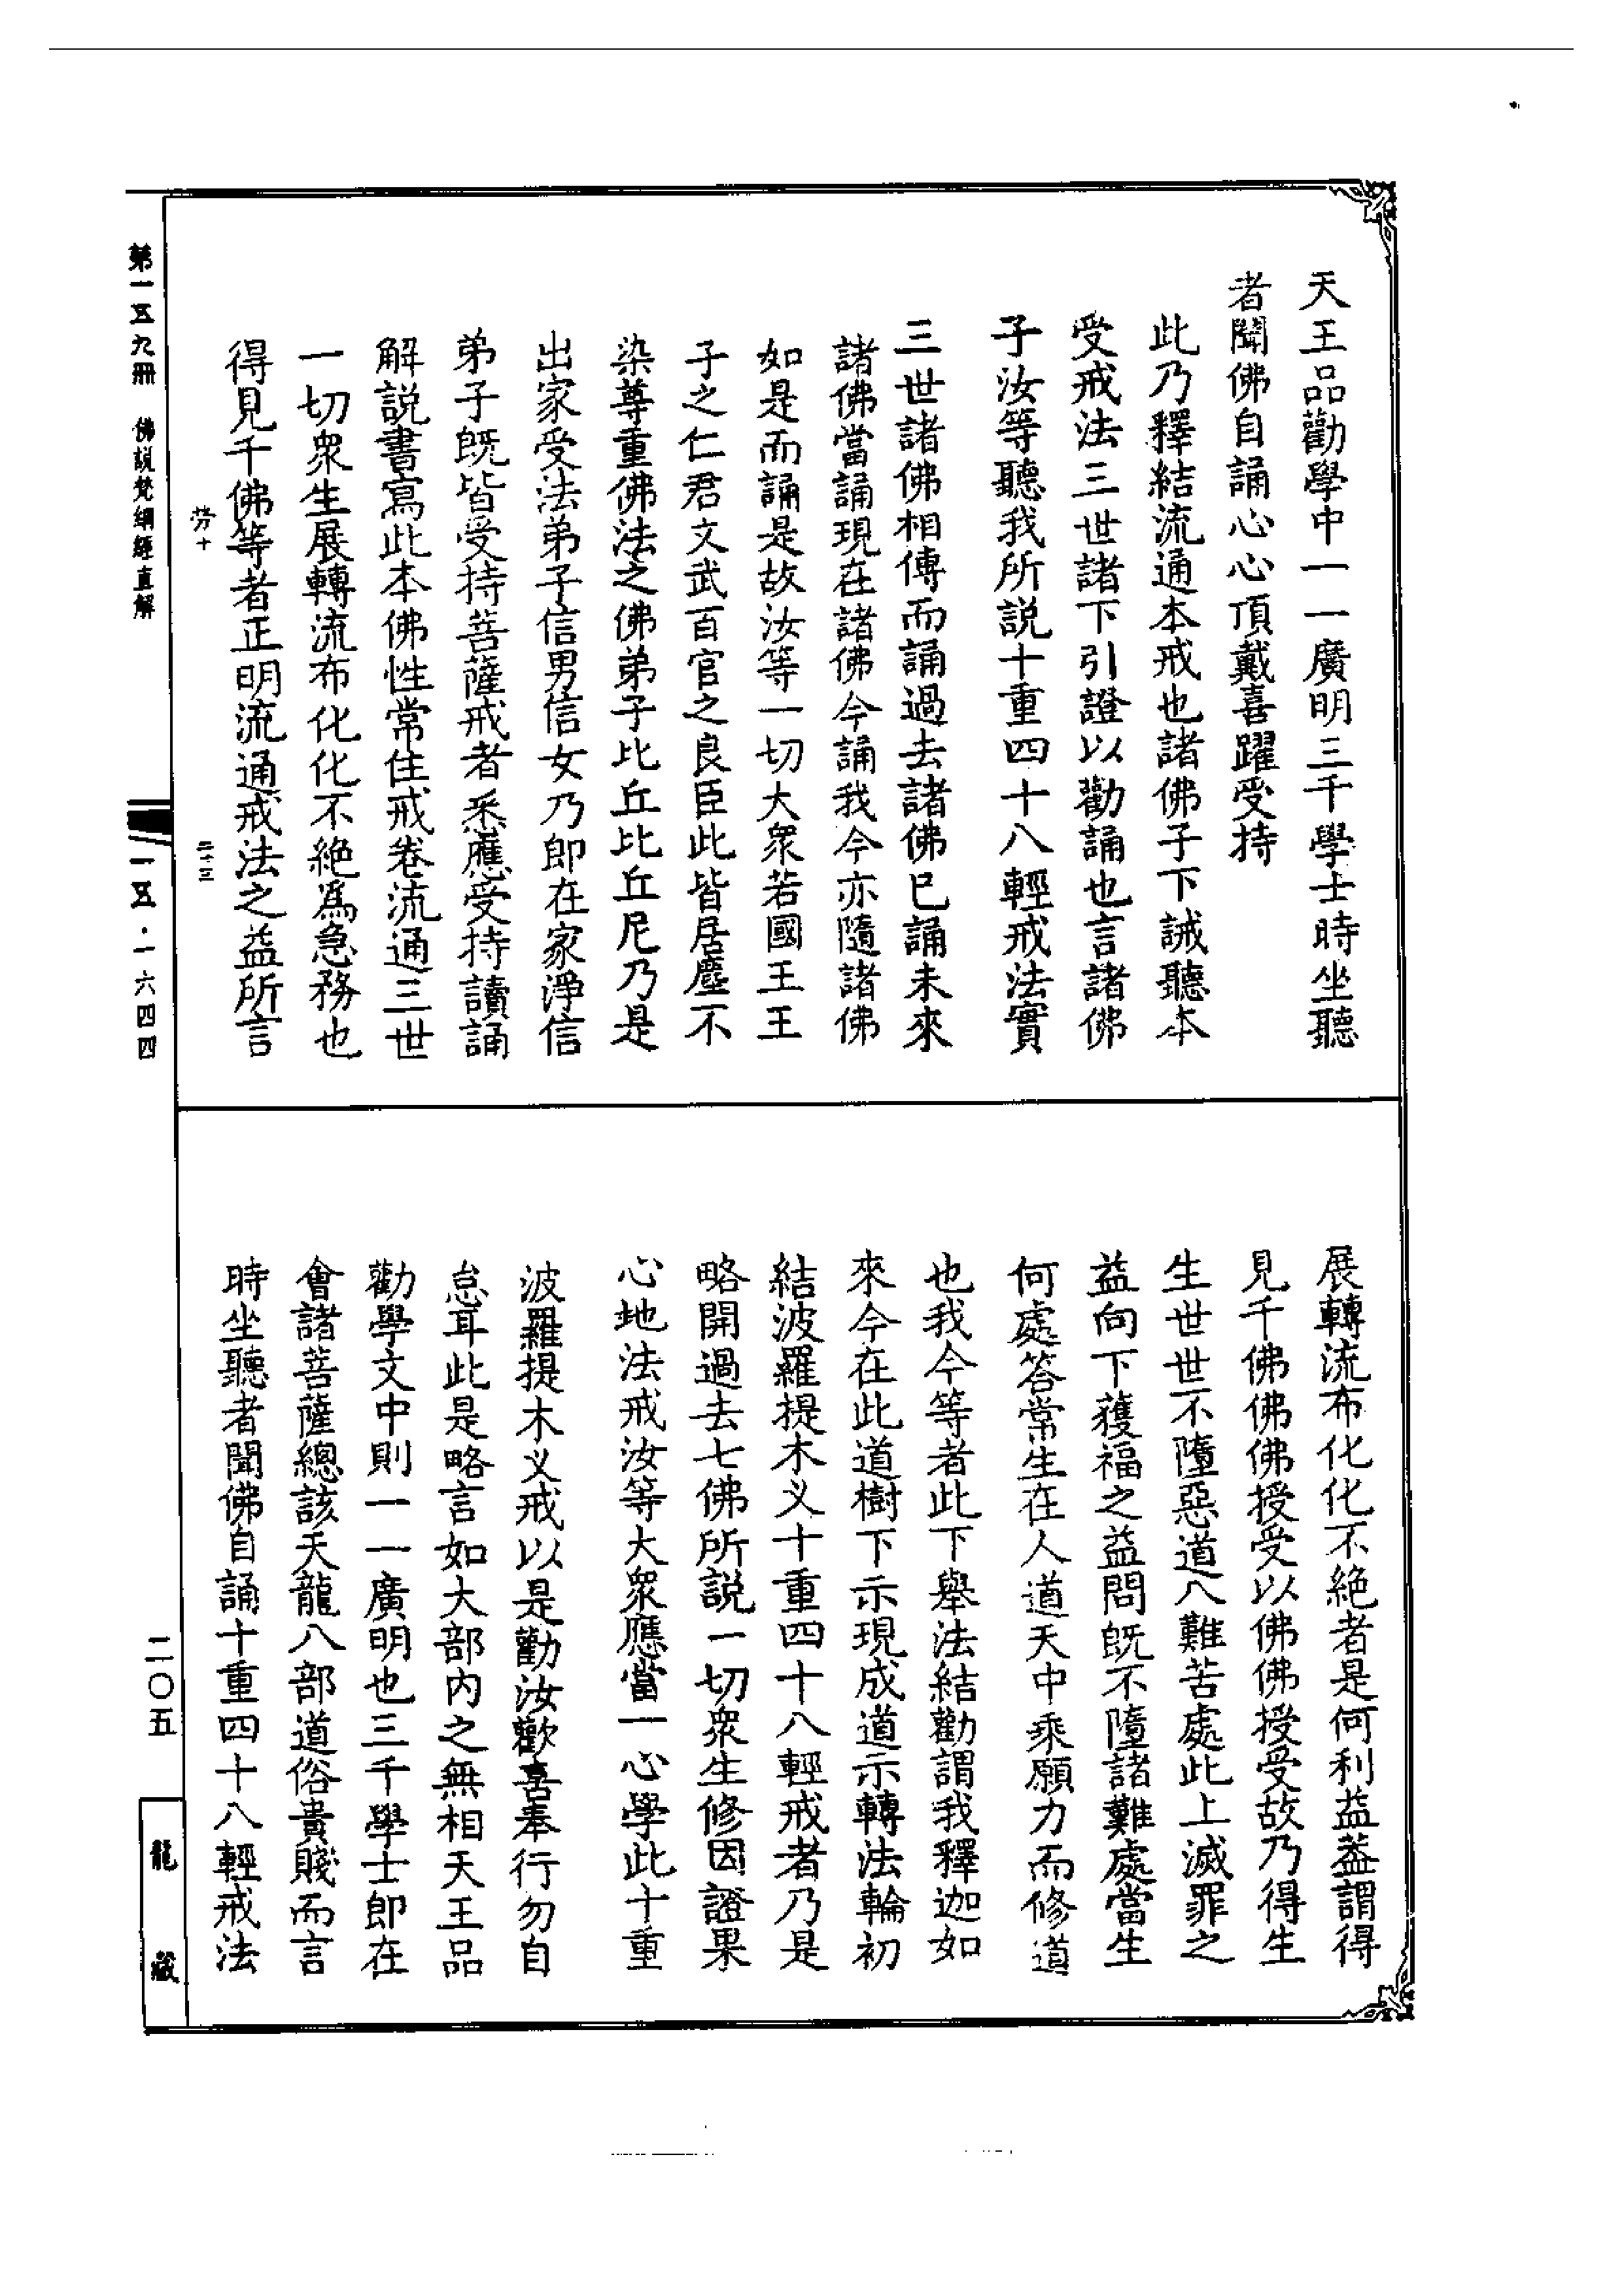 天王品勸學中一一廣明三千學士時坐聽
者聞佛自誦心心頂戴喜躍受持
此乃釋結流通本戒也諸佛子下誡聽本
受戒法三世諸下引證以勸誦也言諸佛
子汝等聽我所説十重四十八輕戒法實
三世諸佛相傳而誦過去諸佛已誦未來
諸佛當誦現在諸佛今誦我今亦隨諸佛
如是而誦是故汝等一切大衆若國王王
子之仁君文武百官之良臣此皆居塵不
染尊重佛法之佛弟子比丘比丘尼乃是
出家受法弟子信男信女乃即在家淨信
弟子既皆受持菩薩戒者悉應受持讀誦
解説書寫此本佛性常住戒卷流通三世
一切衆生展轉流布化化不絶爲急務也
得見千佛等者正明流通戒法之益所言
展轉流布化化不絶者是何利益葢謂得
見千佛佛佛授受以佛佛授受故乃得生
生世世不墮惡道八難苦處此上滅罪之
益向下獲福之益問既不墮諸難處當生
何處答常生在人道天中乘願力而修道
也我今等者此下舉法結勸謂我釋迦如
來今在此道樹下示現成道示轉法輪初
結波羅提木义十重四十八輕戒者乃是
略開過去七佛所説一切衆生修因證果
心地法戒汝等大衆應當一心學此十重
波羅提木义戒以是勸汝歡喜奉行勿自
怠耳此是略言如大部内之無相天王品
勸學文中則一一廣明也三千學士即在
會諸菩薩總該天龍八部道俗貴賤而言
時坐聽者聞佛自誦十重四十八輕戒法
芳十
二十三
第一五九冊 佛説梵綱經直解
一五·一六四四
二〇五
龍藏